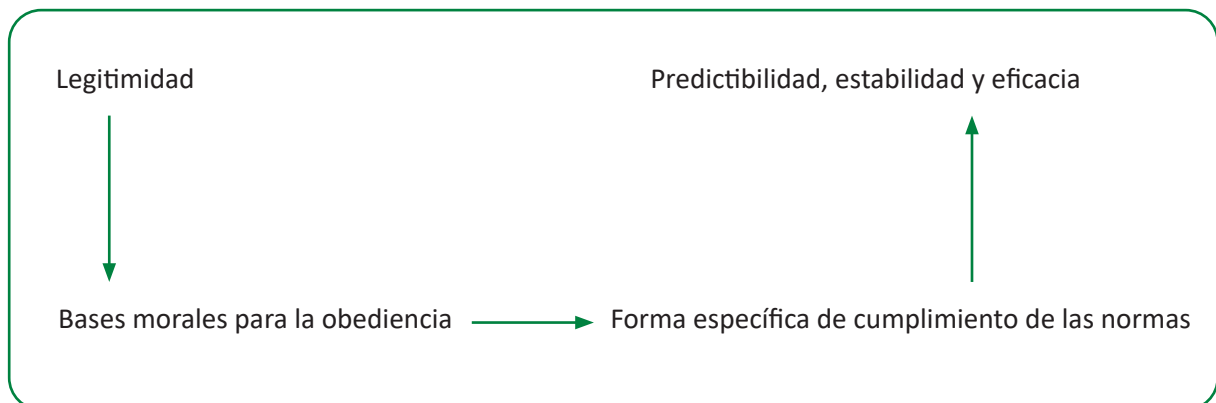 Legitimidad
Predictibilidad, estabilidad y eficacia
Bases morales para la obediencia
Forma específica de cumplimiento de las normas